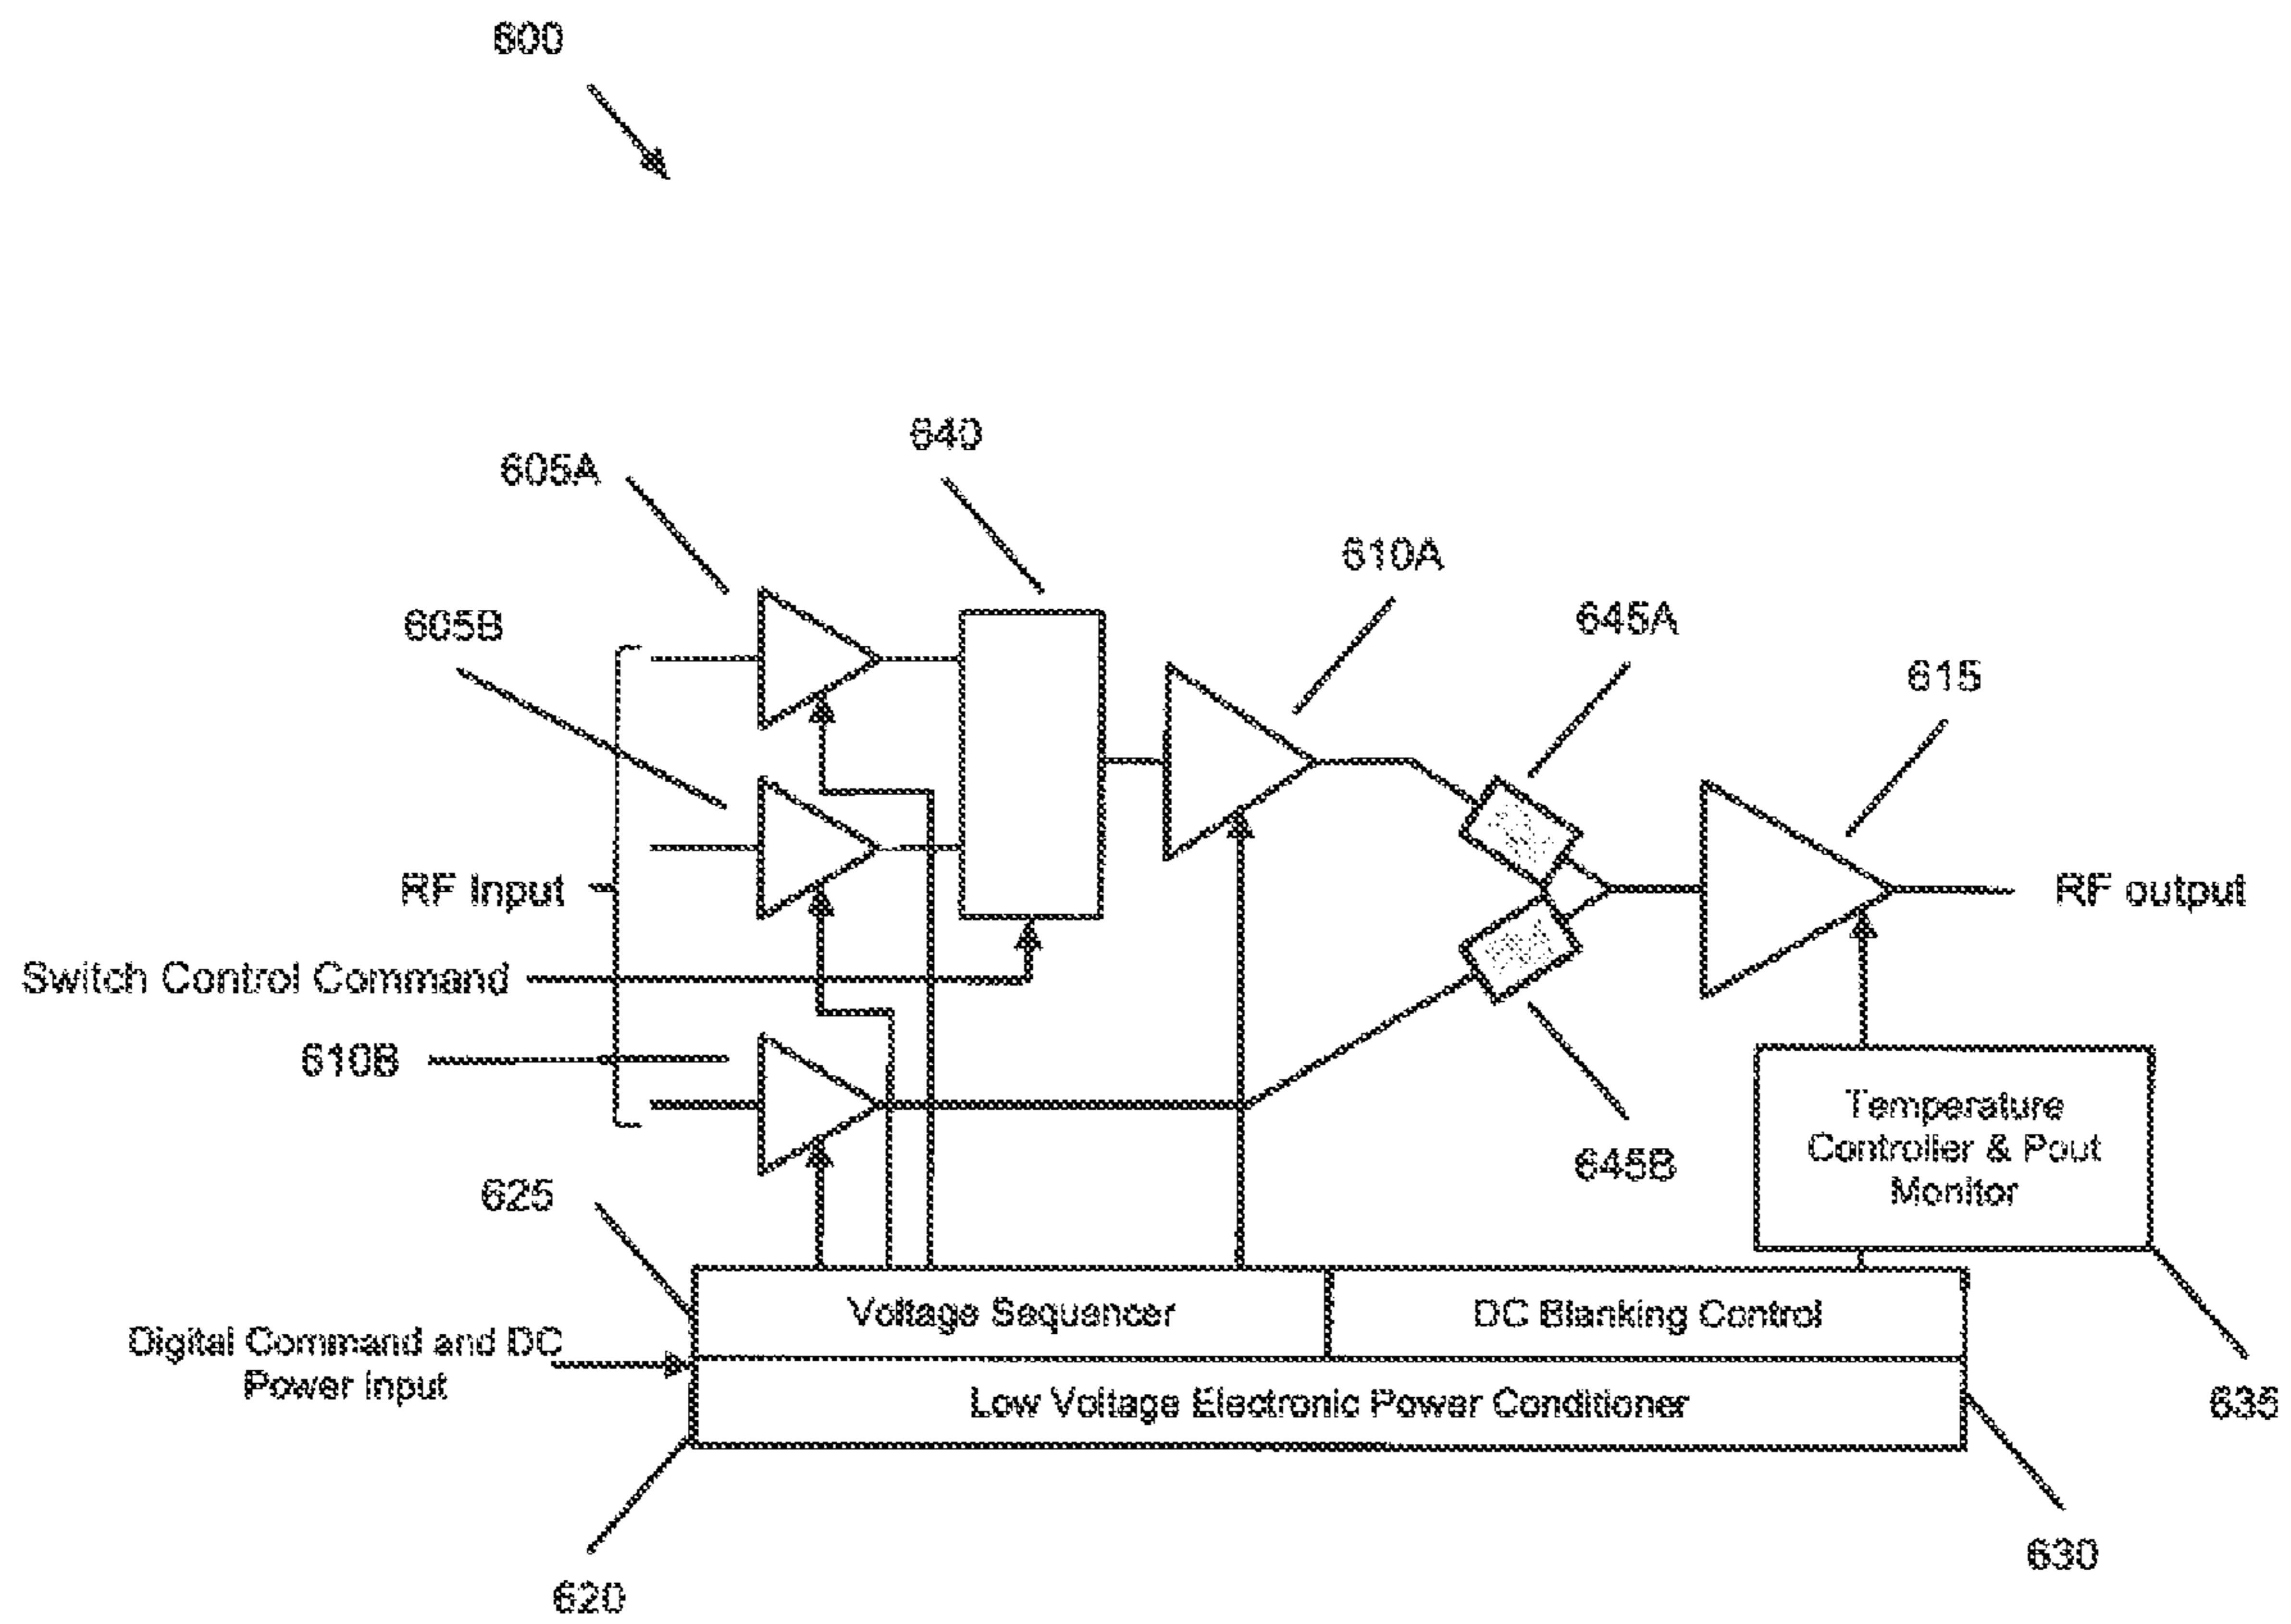 600
640
605A
610A
645A
605B
615
RF Input
RF output
Switch Control Command
610B
Temperature
Controller & Pout
Monitor
645B
625
Voltage Sequencer
DC Blanking Control
Digital Command and DC
Power Input
Low Voltage Electronic Power Conditioner
635
630
620